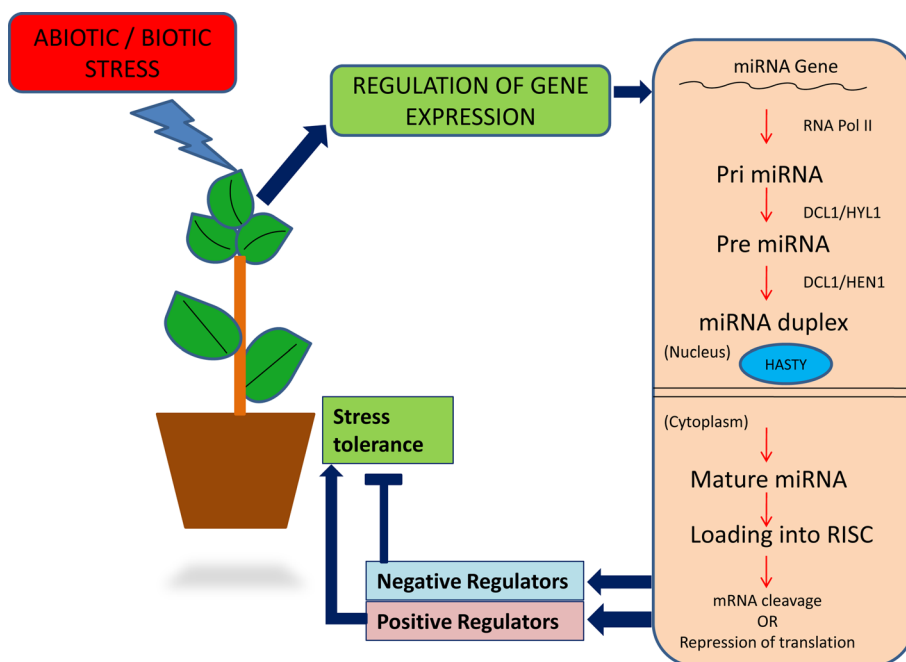 ABIOTIC / BIOTIC
STRESS
REGULATION OF GENE
EXPRESSION
miRNA Gene
RNA Pol II
Pri miRNA
DCL1/HYL1
Pre miRNA
DCL1/HEN1
miRNA duplex
(Nucleus)
HASTY
(Cytoplasm)
Mature miRNA
Loading into RISC
mRNA cleavage
OR
Repression of translation
Stress
tolerance
Negative Regulators
Positive Regulators